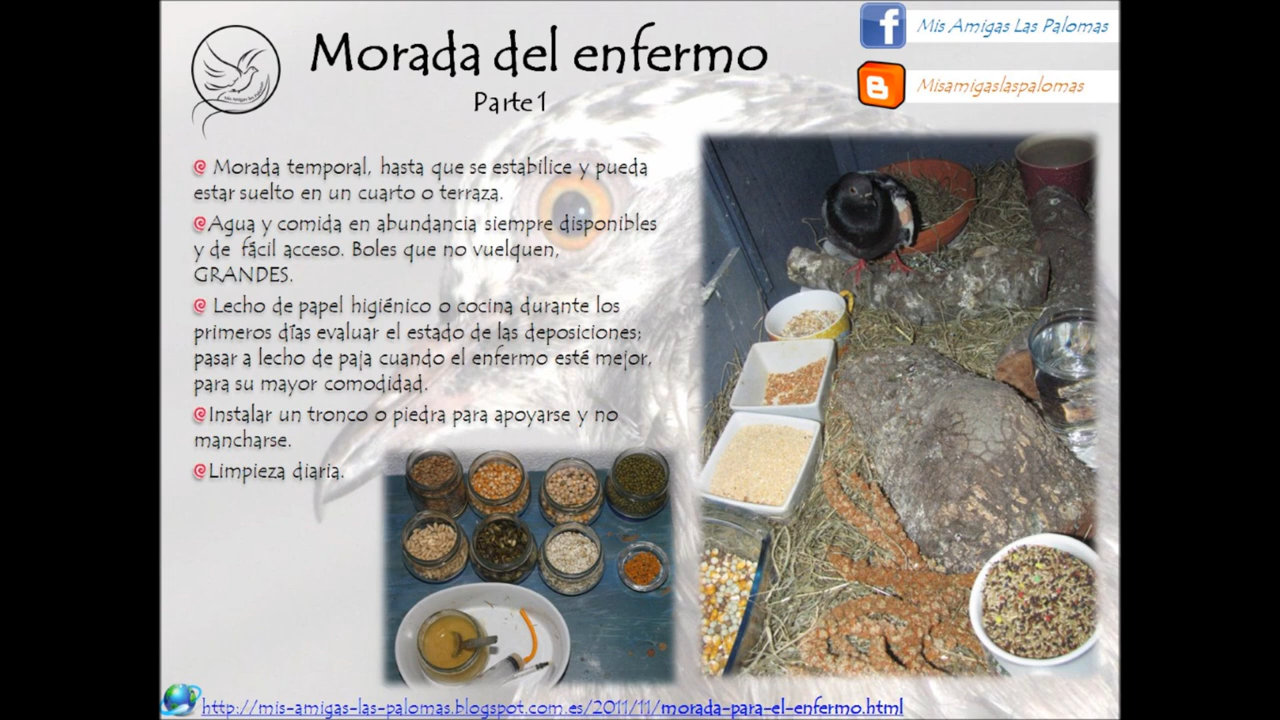 Morada del enfermo
Parte 1
Mis Amigas Las Palomas
Misamigaslaspalomas
Morada temporal, hasta que se estabilice y pueda
estar suelto en un cuarto o terraza.
Agua y comida en abundancia siempre disponibles
y de fácil acceso. Boles que no vuelquen,
GRANDES.
Lecho de papel higiénico o cocina durante los
primeros días evaluar el estado de las deposiciones;
pasar a lecho de paja cuando el enfermo esté mejor,
para su mayor comodidad.
Instalar un tronco o piedra para apoyarse y no
mancharse.
Limpieza diaria.
http://mis-amigas-las-palomas.blogspot.com.es/2011/11/morada-para-el-enfermo.html